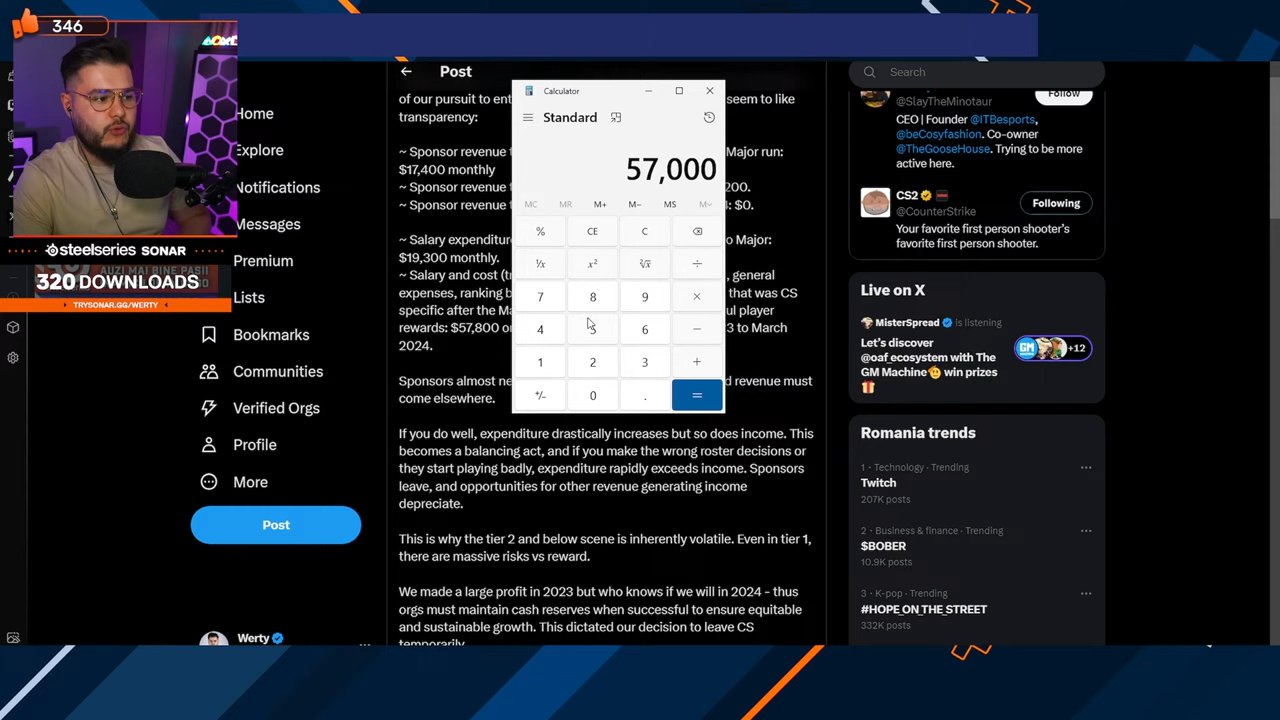 346
steelseries SONAR
AUZI MAI BINE PASII
320 DOWNLOADS
TRYSONAR.GG/WERTY
Home
Explore
Notifications
Messages
Premium
Lists
Bookmarks
Communities
Verified Orgs
Profile
More
Post
Werty
Post
of our pursuit to ent
seem to like
transparency:
~ Sponsor revenue
Major run:
$17,400 monthly
~ Sponsor revenue
200.
~ Sponsor revenue
: $0.
~ Salary expenditur
o Major:
$19,300 monthly.
~ Salary and cost (tr
, general
expenses, ranking b
that was CS
specific after the Ma
ul player
rewards: $57,800 o
3 to March
2024.
Sponsors almost ne
d revenue must
come elsewhere.
If you do well, expenditure drastically increases but so does income. This
becomes a balancing act, and if you make the wrong roster decisions or
they start playing badly, expenditure rapidly exceeds income. Sponsors
leave, and opportunities for other revenue generating income
depreciate.
This is why the tier 2 and below scene is inherently volatile. Even in tier 1,
there are massive risks vs reward.
We made a large profit in 2023 but who knows if we will in 2024 - thus
orgs must maintain cash reserves when successful to ensure equitable
and sustainable growth. This dictated our decision to leave CS
temporarily.
Calculator
Standard
57,000
MC MR M+ M− MS M˅
% CE C
¹/x x² ²√x ÷
7 8 9 ×
4 5 6 −
1 2 3 +
+/− 0 . =
Search
@SlayTheMinotaur
Follow
CEO | Founder @ITBesports,
@beCosyfashion. Co-owner
@TheGooseHouse. Trying to be more
active here.
CS2
@CounterStrike
Following
Your favorite first person shooter's
favorite first person shooter.
Live on X
MisterSpread is listening
Let's discover
@oaf_ecosystem with The
GM Machine win prizes
GM
+12
Romania trends
1 · Technology · Trending
Twitch
207K posts
2 · Business & finance · Trending
$BOBER
10.9K posts
3 · K-pop · Trending
#HOPE_ON_THE_STREET
332K posts